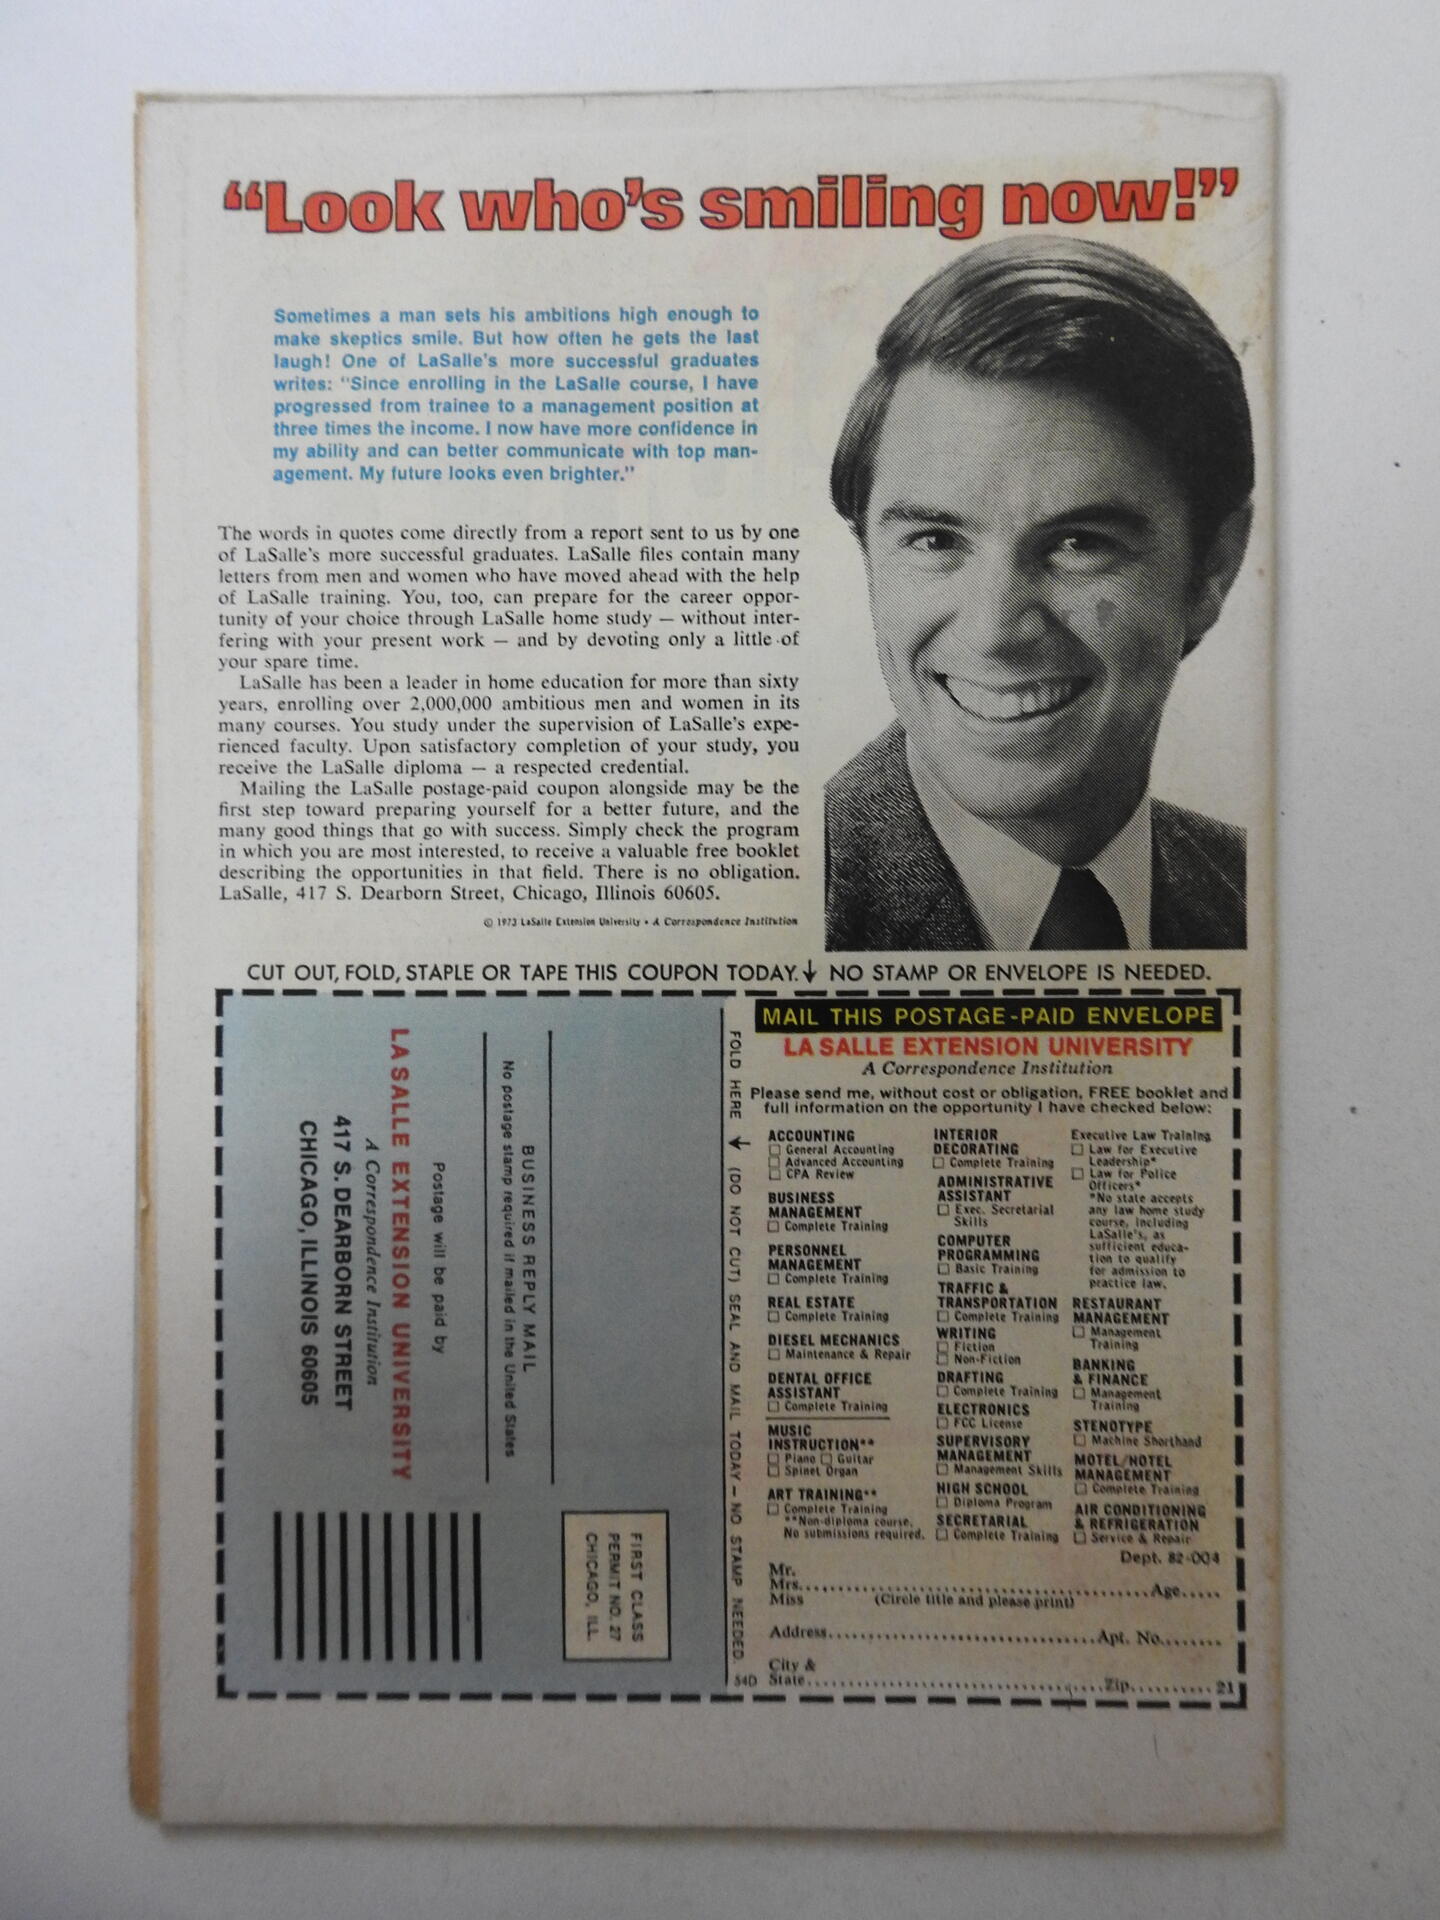 “Look who’s smiling now!”
Sometimes a man sets his ambitions high enough to
make skeptics smile. But how often he gets the last
laugh! One of LaSalle’s more successful graduates
writes: “Since enrolling in the LaSalle course, I have
progressed from trainee to a management position at
three times the income. I now have more confidence in
my ability and can better communicate with top man-
agement. My future looks even brighter.”
The words in quotes come directly from a report sent to us by one
of LaSalle’s more successful graduates. LaSalle files contain many
letters from men and women who have moved ahead with the help
of LaSalle training. You, too, can prepare for the career oppor-
tunity of your choice through LaSalle home study — without inter-
fering with your present work — and by devoting only a little of
your spare time.
LaSalle has been a leader in home education for more than sixty
years, enrolling over 2,000,000 ambitious men and women in its
many courses. You study under the supervision of LaSalle’s expe-
rienced faculty. Upon satisfactory completion of your study, you
receive the LaSalle diploma — a respected credential.
Mailing the LaSalle postage-paid coupon alongside may be the
first step toward preparing yourself for a better future, and the
many good things that go with success. Simply check the program
in which you are most interested, to receive a valuable free booklet
describing the opportunities in that field. There is no obligation.
LaSalle, 417 S. Dearborn Street, Chicago, Illinois 60605.
© 1973 LaSalle Extension University • A Correspondence Institution
CUT OUT, FOLD, STAPLE OR TAPE THIS COUPON TODAY. ↓ NO STAMP OR ENVELOPE IS NEEDED.
FIRST CLASS
PERMIT NO. 27
CHICAGO, ILL.
BUSINESS REPLY MAIL
No postage stamp required if mailed in the United States
Postage will be paid by
LA SALLE EXTENSION UNIVERSITY
A Correspondence Institution
417 S. DEARBORN STREET
CHICAGO, ILLINOIS 60605
FOLD HERE ↓ (DO NOT CUT) SEAL AND MAIL TODAY — NO STAMP NEEDED.
54D
MAIL THIS POSTAGE-PAID ENVELOPE
LA SALLE EXTENSION UNIVERSITY
A Correspondence Institution
Please send me, without cost or obligation, FREE booklet and
full information on the opportunity I have checked below:
ACCOUNTING
☐ General Accounting
☐ Advanced Accounting
☐ CPA Review
BUSINESS
MANAGEMENT
☐ Complete Training
PERSONNEL
MANAGEMENT
☐ Complete Training
REAL ESTATE
☐ Complete Training
DIESEL MECHANICS
☐ Maintenance & Repair
DENTAL OFFICE
ASSISTANT
☐ Complete Training
MUSIC
INSTRUCTION**
☐ Piano ☐ Guitar
☐ Spinet Organ
ART TRAINING**
☐ Complete Training
**Non-diploma course.
No submissions required.
INTERIOR
DECORATING
☐ Complete Training
ADMINISTRATIVE
ASSISTANT
☐ Exec. Secretarial
Skills
COMPUTER
PROGRAMMING
☐ Basic Training
TRAFFIC &
TRANSPORTATION
☐ Complete Training
WRITING
☐ Fiction
☐ Non-Fiction
DRAFTING
☐ Complete Training
ELECTRONICS
☐ FCC License
SUPERVISORY
MANAGEMENT
☐ Management Skills
HIGH SCHOOL
☐ Diploma Program
SECRETARIAL
☐ Complete Training
Executive Law Training
☐ Law for Executive
Leadership*
☐ Law for Police
Officers*
*No state accepts
any law home study
course, including
LaSalle’s, as
sufficient educa-
tion to qualify
for admission to
practice law.
RESTAURANT
MANAGEMENT
☐ Management
Training
BANKING
& FINANCE
☐ Management
Training
STENOTYPE
☐ Machine Shorthand
MOTEL/HOTEL
MANAGEMENT
☐ Complete Training
AIR CONDITIONING
& REFRIGERATION
☐ Service & Repair
Dept. 82-004
Mr.
Mrs. Age
Miss (Circle title and please print)
Address Apt. No.
City &
State Zip 21